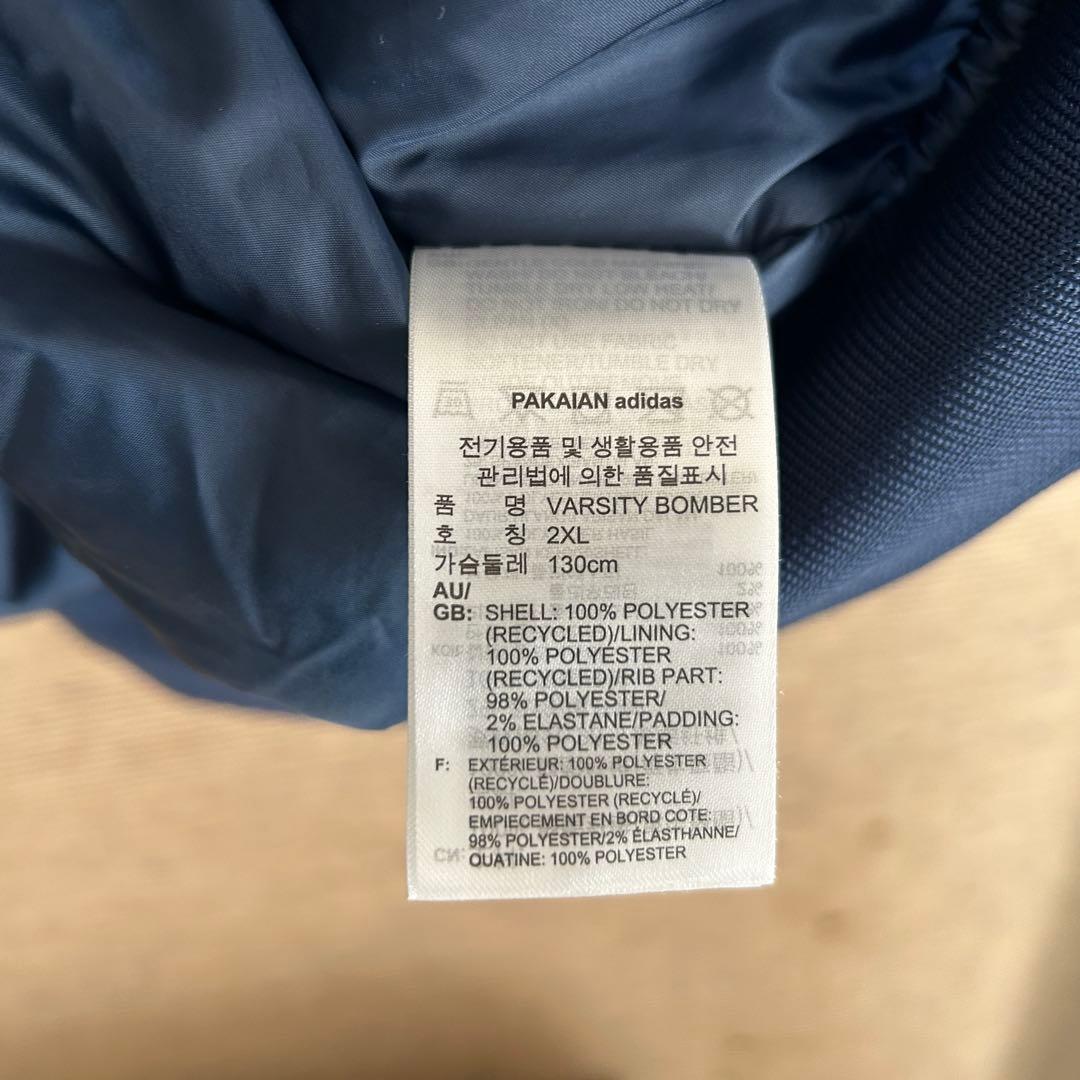 PAKAIAN adidas
전기용품 및 생활용품 안전
관리법에 의한 품질표시
품 명 VARSITY BOMBER
호 칭 2XL
가슴둘레 130cm
AU/
GB: SHELL: 100% POLYESTER
(RECYCLED)/LINING:
100% POLYESTER
(RECYCLED)/RIB PART:
98% POLYESTER/
2% ELASTANE/PADDING:
100% POLYESTER
F: EXTÉRIEUR: 100% POLYESTER
(RECYCLÉ)/DOUBLURE:
100% POLYESTER (RECYCLÉ)/
EMPIECEMENT EN BORD COTE:
98% POLYESTER/2% ÉLASTHANNE/
OUATINE: 100% POLYESTER